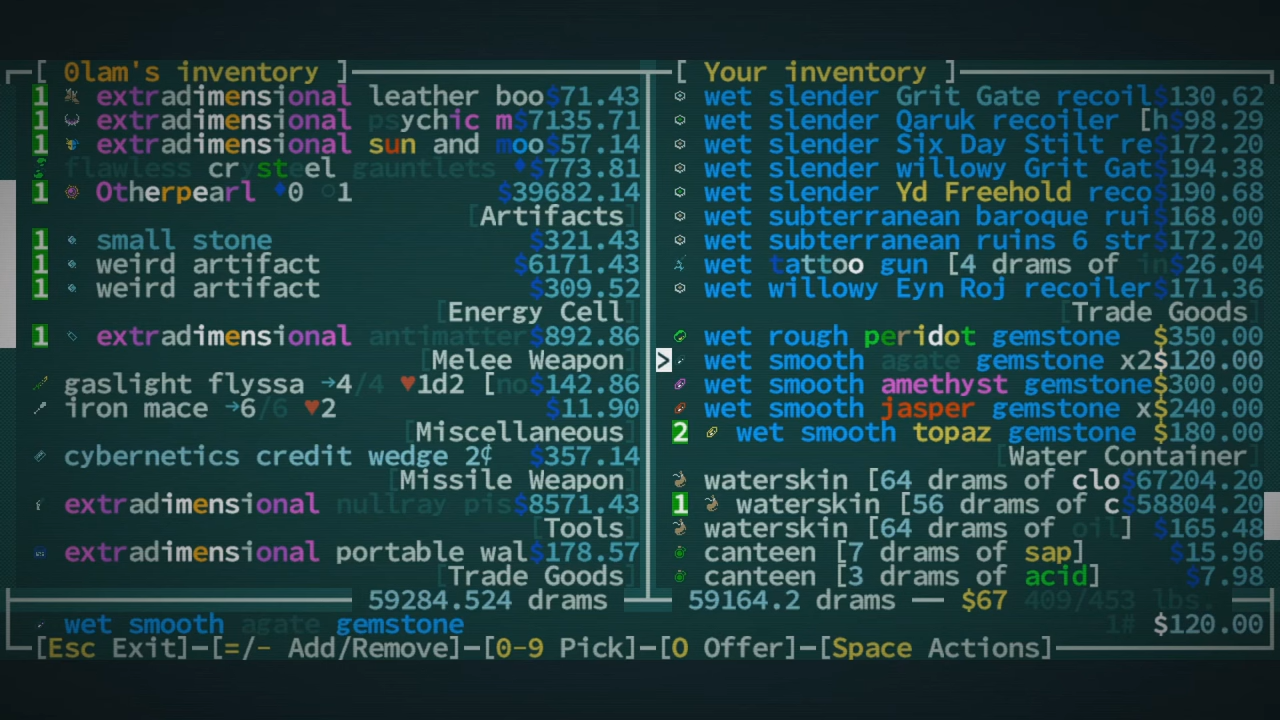 [ 0lam's inventory ]
1 extradimensional leather boo$71.43
1 extradimensional psychic m$7135.71
1 extradimensional sun and moo$57.14
flawless crysteel gauntlets ♦$773.81
1 Otherpearl ♦0 ○1 $39682.14
[Artifacts]
1 small stone $321.43
1 weird artifact $6171.43
1 weird artifact $309.52
[Energy Cell]
1 extradimensional antimatter$892.86
[Melee Weapon]
gaslight flyssa →4/4 ♥1d2 [no$142.86
iron mace →6/6 ♥2 $11.90
[Miscellaneous]
cybernetics credit wedge 2¢ $357.14
[Missile Weapon]
extradimensional nullray pis$8571.43
[Tools]
extradimensional portable wal$178.57
[Trade Goods]
59284.524 drams
[ Your inventory ]
wet slender Grit Gate recoil$130.62
wet slender Qaruk recoiler [h$98.29
wet slender Six Day Stilt re$172.20
wet slender willowy Grit Gat$194.38
wet slender Yd Freehold reco$190.68
wet subterranean baroque rui$168.00
wet subterranean ruins 6 str$172.20
wet tattoo gun [4 drams of in$26.04
wet willowy Eyn Roj recoiler$171.36
[Trade Goods]
wet rough peridot gemstone $350.00
> wet smooth agate gemstone x2$120.00
wet smooth amethyst gemstone$300.00
wet smooth jasper gemstone x$240.00
2 wet smooth topaz gemstone $180.00
[Water Container]
waterskin [64 drams of clo$67204.20
1 waterskin [56 drams of c$58804.20
waterskin [64 drams of oil] $165.48
canteen [7 drams of sap] $15.96
canteen [3 drams of acid] $7.98
59164.2 drams — $67 409/453 lbs.
wet smooth agate gemstone 1# $120.00
[Esc Exit]—[=/- Add/Remove]—[0-9 Pick]—[O Offer]—[Space Actions]